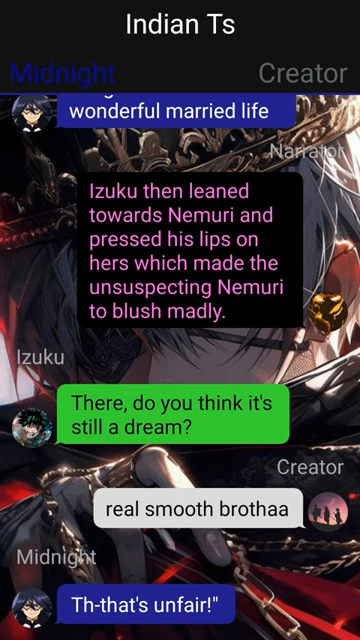 Indian Ts
Midnight
Creator
wonderful married life
Narrator
Izuku then leaned
towards Nemuri and
pressed his lips on
hers which made the
unsuspecting Nemuri
to blush madly.
Izuku
There, do you think it's
still a dream?
Creator
real smooth brothaa
Midnight
Th-that's unfair!"